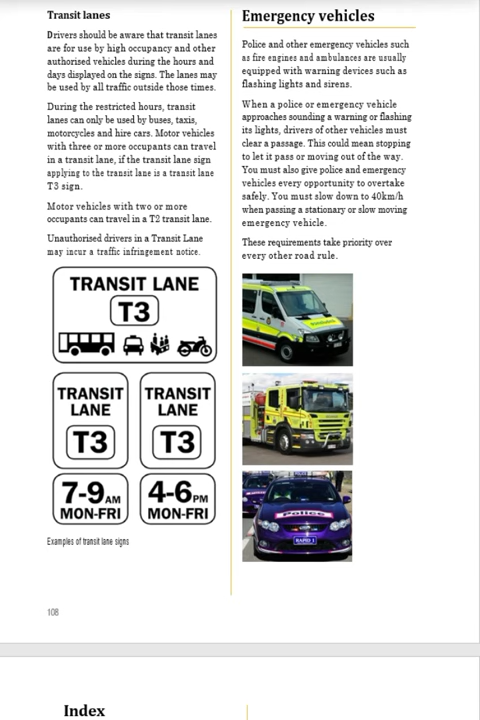 Transit lanes
Drivers should be aware that transit lanes
are for use by high occupancy and other
authorised vehicles during the hours and
days displayed on the signs. The lanes may
be used by all traffic outside those times.
During the restricted hours, transit
lanes can only be used by buses, taxis,
motorcycles and hire cars. Motor vehicles
with three or more occupants can travel
in a transit lane, if the transit lane sign
applying to the transit lane is a transit lane
T3 sign.
Motor vehicles with two or more
occupants can travel in a T2 transit lane.
Unauthorised drivers in a Transit Lane
may incur a traffic infringement notice.
TRANSIT LANE
T3
TRANSIT
LANE
T3
7-9AM
MON-FRI
TRANSIT
LANE
T3
4-6PM
MON-FRI
Examples of transit lane signs
108
Emergency vehicles
Police and other emergency vehicles such
as fire engines and ambulances are usually
equipped with warning devices such as
flashing lights and sirens.
When a police or emergency vehicle
approaches sounding a warning or flashing
its lights, drivers of other vehicles must
clear a passage. This could mean stopping
to let it pass or moving out of the way.
You must also give police and emergency
vehicles every opportunity to overtake
safely. You must slow down to 40km/h
when passing a stationary or slow moving
emergency vehicle.
These requirements take priority over
every other road rule.
Police
RAPID 1
Index